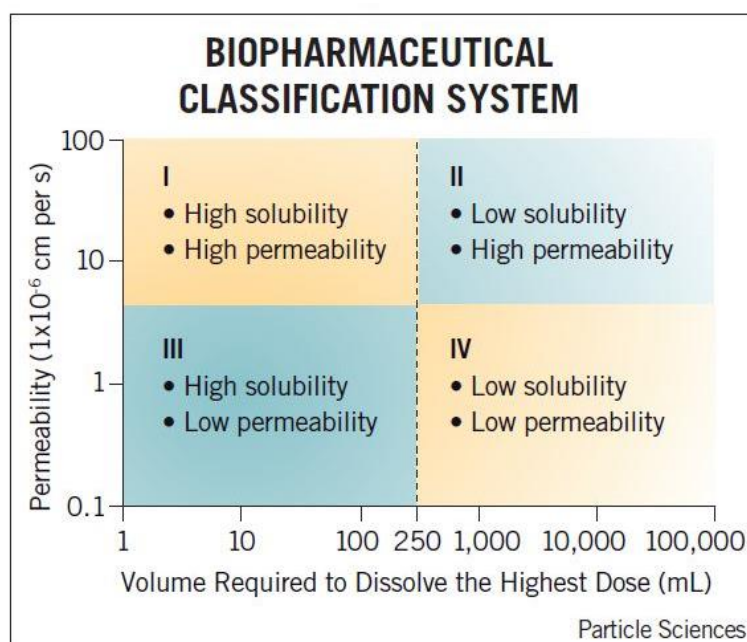 BIOPHARMACEUTICAL
CLASSIFICATION SYSTEM
Permeability (1x10⁻⁶ cm per s)
100
10
1
0.1
I
• High solubility
• High permeability
II
• Low solubility
• High permeability
III
• High solubility
• Low permeability
IV
• Low solubility
• Low permeability
1 10 100 250 1,000 10,000 100,000
Volume Required to Dissolve the Highest Dose (mL)
Particle Sciences